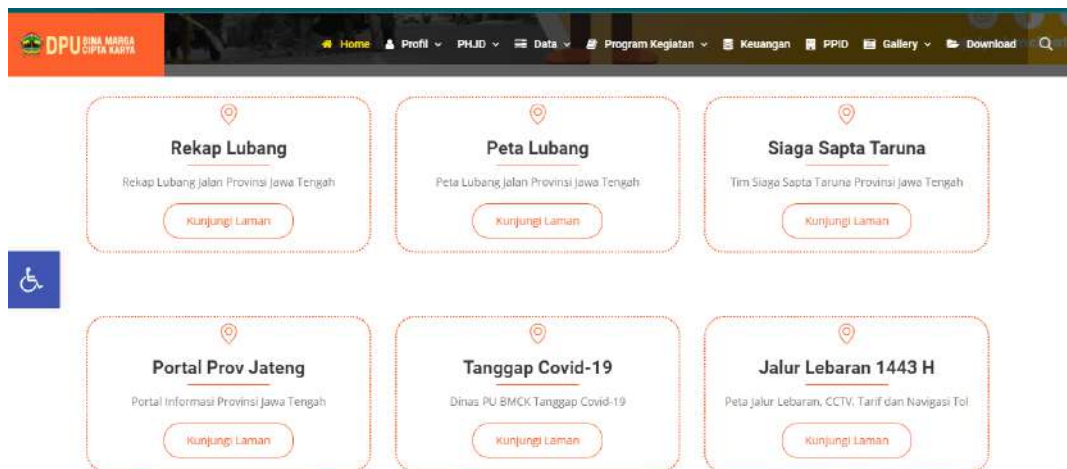 DPU BINA MARGA
CIPTA KARYA
Home Profil PHJD Data Program Kegiatan Keuangan PPID Gallery Download
Rekap Lubang
Rekap Lubang Jalan Provinsi Jawa Tengah
Kunjungi Laman
Peta Lubang
Peta Lubang Jalan Provinsi Jawa Tengah
Kunjungi Laman
Siaga Sapta Taruna
Tim Siaga Sapta Taruna Provinsi Jawa Tengah
Kunjungi Laman
Portal Prov Jateng
Portal Informasi Provinsi Jawa Tengah
Kunjungi Laman
Tanggap Covid-19
Dinas PU BMCK Tanggap Covid-19
Kunjungi Laman
Jalur Lebaran 1443 H
Peta Jalur Lebaran, CCTV, Tarif dan Navigasi Tol
Kunjungi Laman